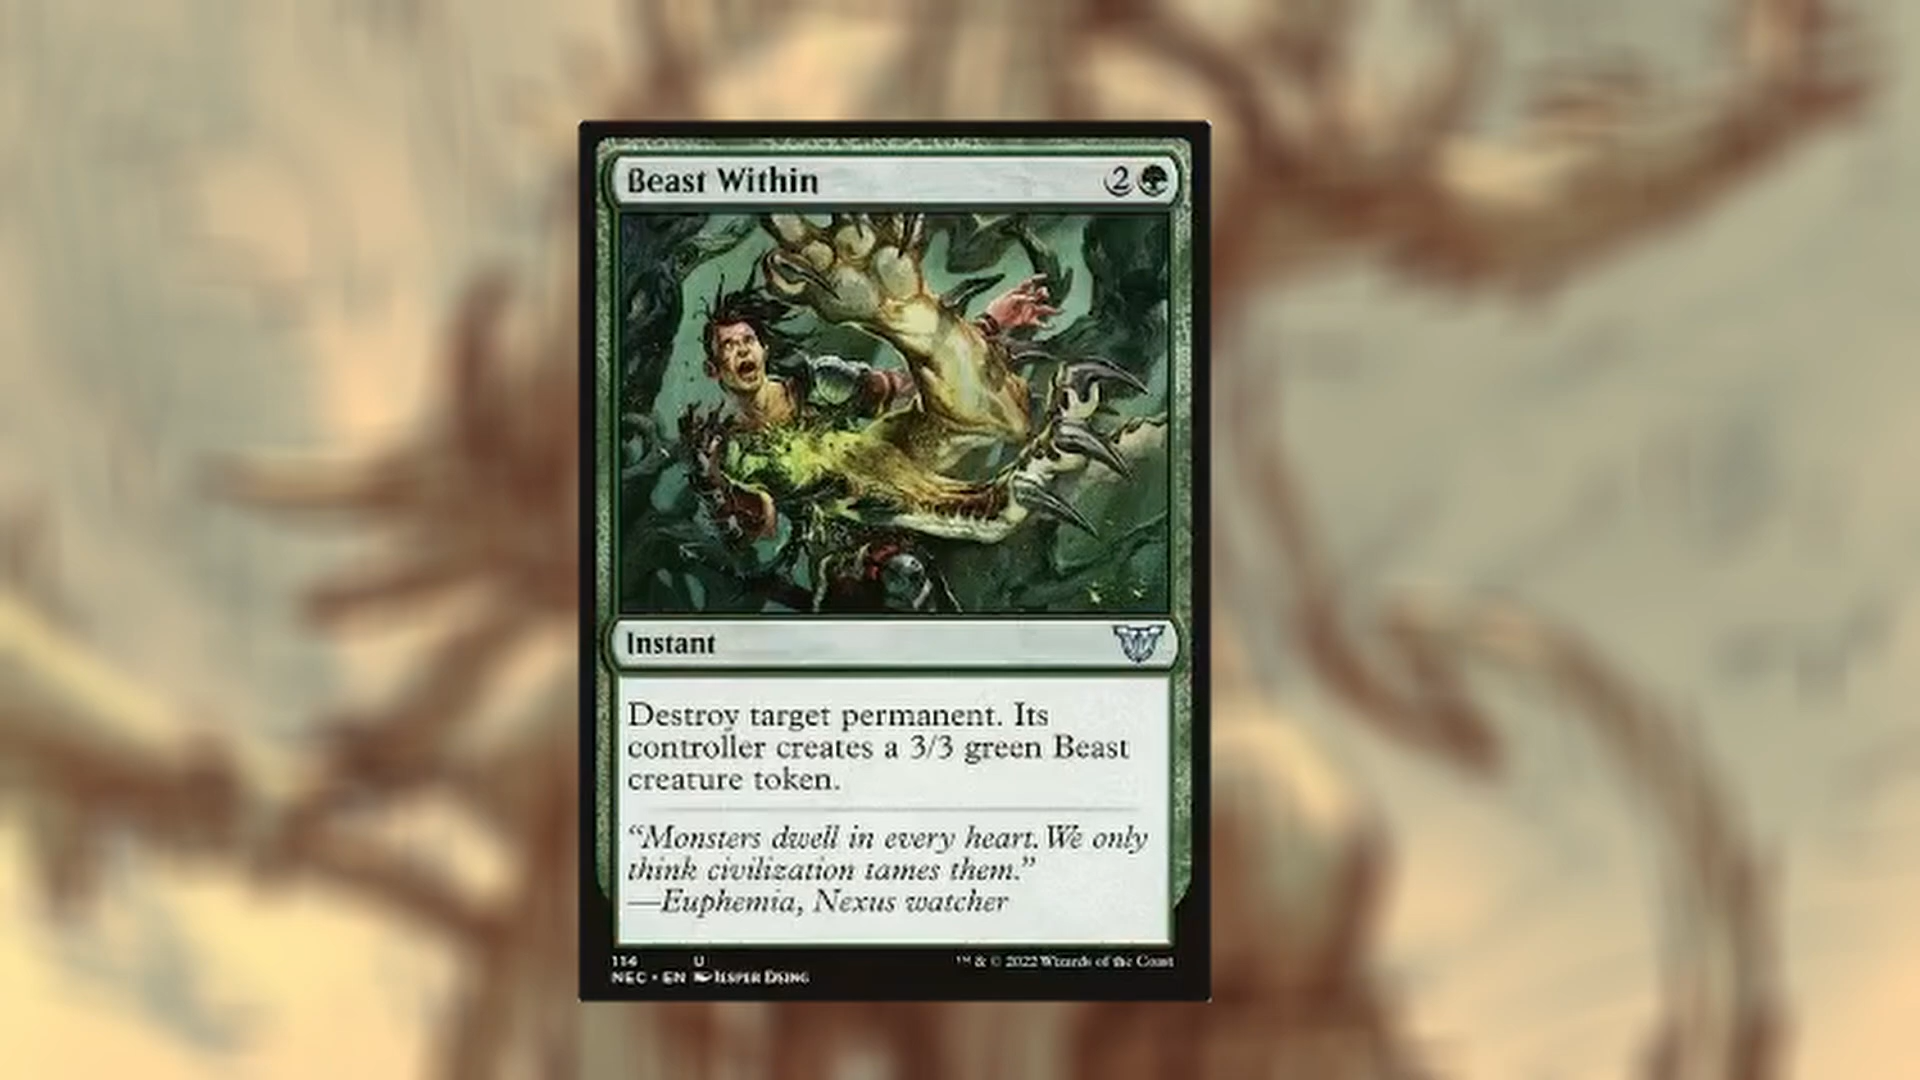 Beast Within 2
Instant
Destroy target permanent. Its
controller creates a 3/3 green Beast
creature token.
“Monsters dwell in every heart. We only
think civilization tames them.”
—Euphemia, Nexus watcher
114 U
™ & © 2022 Wizards of the Coast
NEC • EN Jesper Ejsing